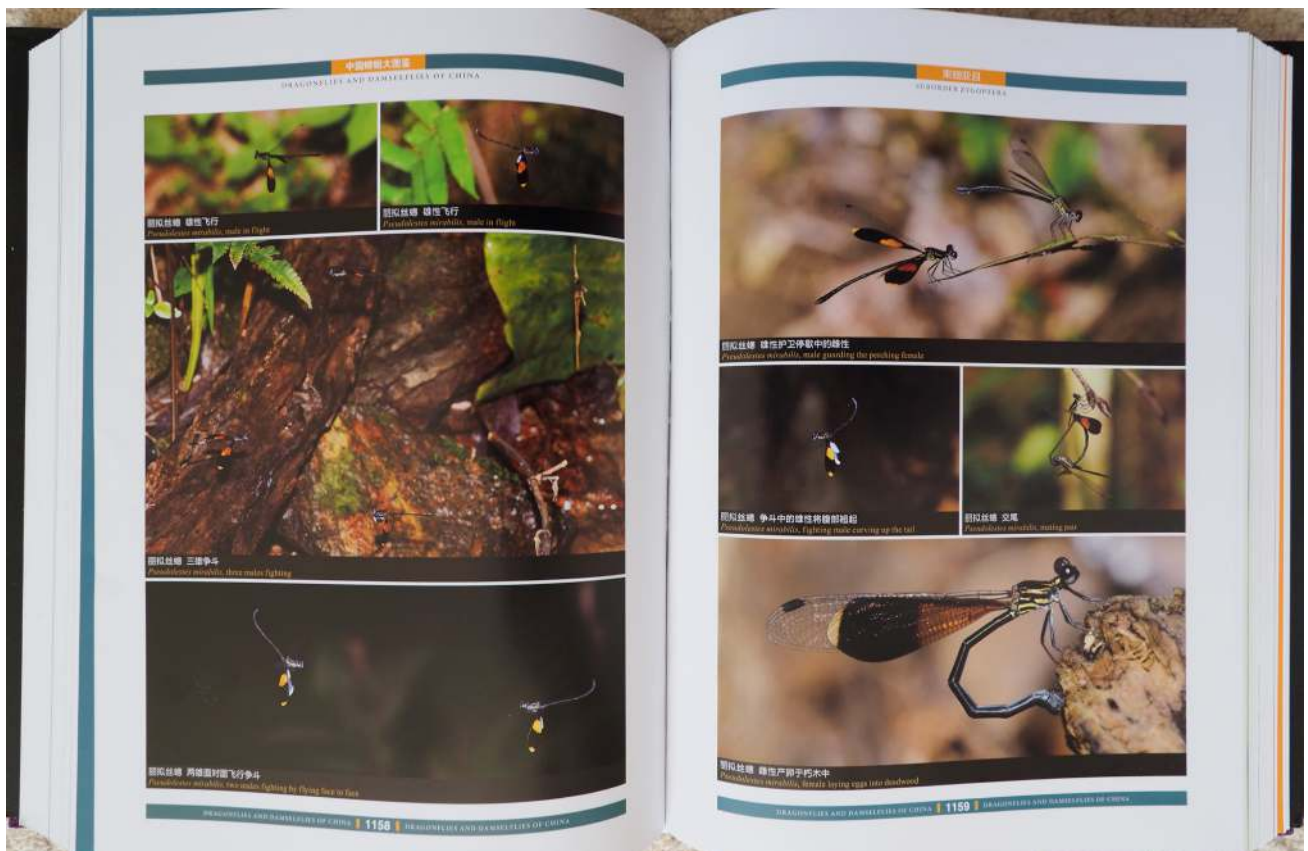 中国蜻蜓大图鉴
DRAGONFLIES AND DAMSELFLIES OF CHINA
丽拟丝蟌 雄性飞行
Pseudolestes mirabilis, male in flight
丽拟丝蟌 雄性飞行
Pseudolestes mirabilis, male in flight
丽拟丝蟌 三雄争斗
Pseudolestes mirabilis, three males fighting
丽拟丝蟌 两雄面对面飞行争斗
Pseudolestes mirabilis, two males fighting by flying face to face
DRAGONFLIES AND DAMSELFLIES OF CHINA 1158 DRAGONFLIES AND DAMSELFLIES OF CHINA
束翅亚目
SUBORDER ZYGOPTERA
丽拟丝蟌 雄性护卫停歇中的雌性
Pseudolestes mirabilis, male guarding the perching female
丽拟丝蟌 争斗中的雄性将腹部翘起
Pseudolestes mirabilis, fighting male curving up the tail
丽拟丝蟌 交尾
Pseudolestes mirabilis, mating pair
丽拟丝蟌 雌性产卵于朽木中
Pseudolestes mirabilis, female laying eggs into deadwood
DRAGONFLIES AND DAMSELFLIES OF CHINA 1159 DRAGONFLIES AND DAMSELFLIES OF CHINA